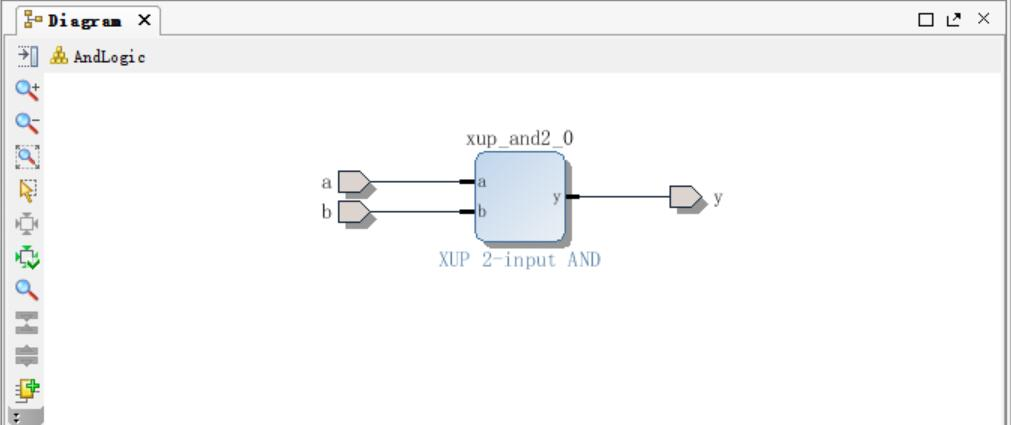 Diagram
AndLogic
xup_and2_0
a
a
b
b
y
y
XUP 2-input AND